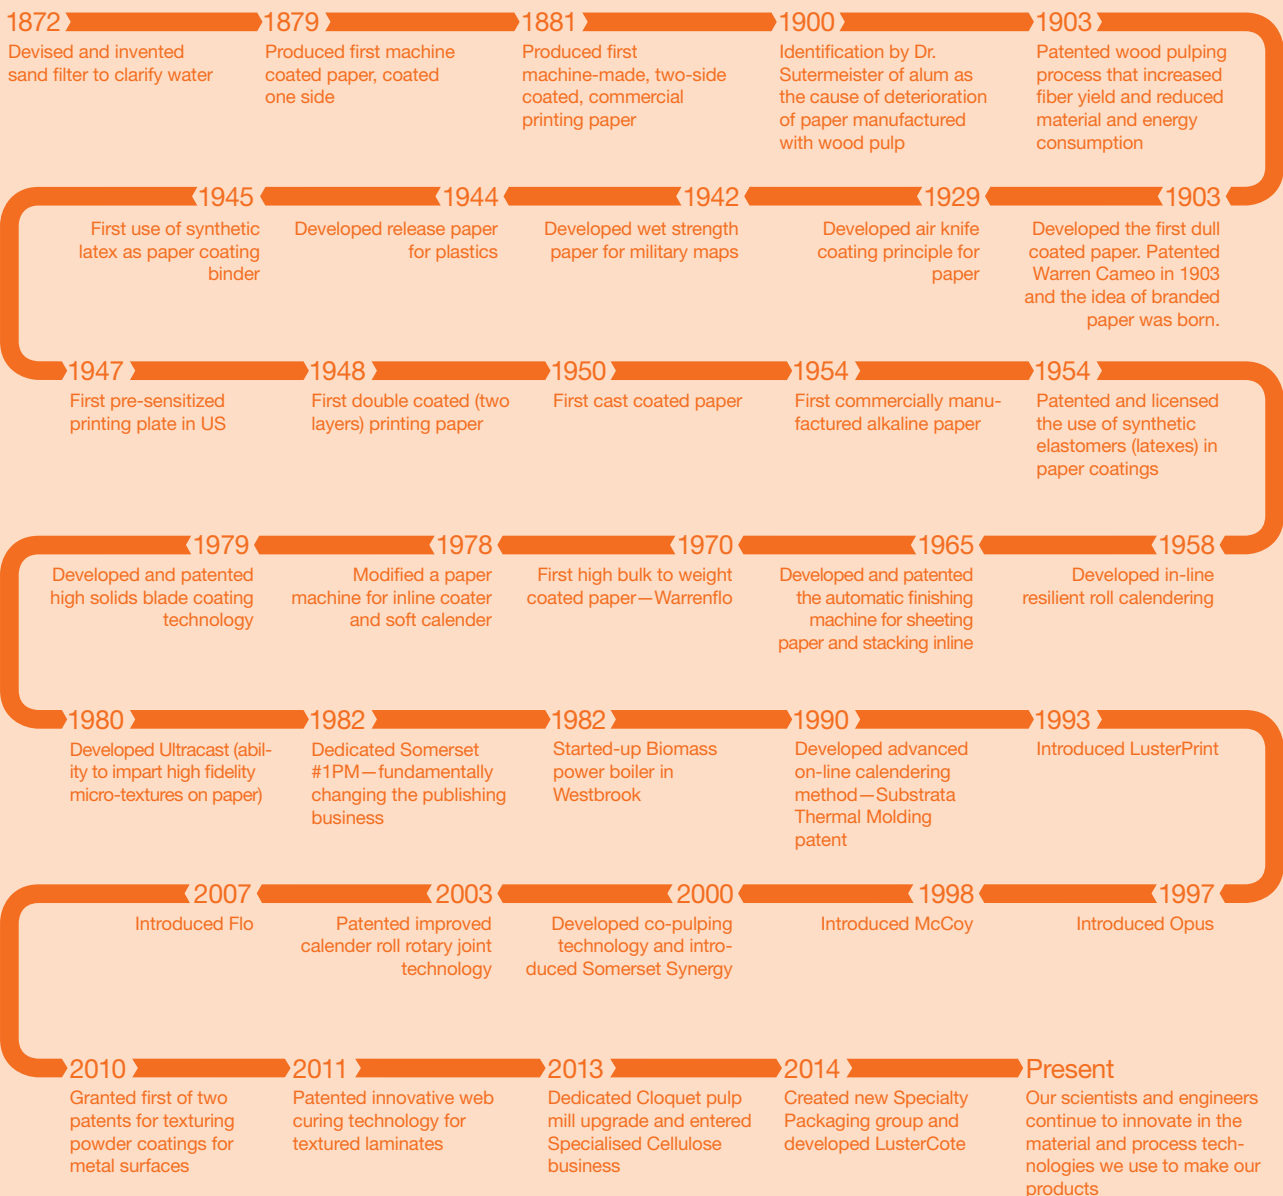 1872
Devised and invented
sand filter to clarify water
1879
Produced first machine
coated paper, coated
one side
1881
Produced first
machine-made, two-side
coated, commercial
printing paper
1900
Identification by Dr.
Sutermeister of alum as
the cause of deterioration
of paper manufactured
with wood pulp
1903
Patented wood pulping
process that increased
fiber yield and reduced
material and energy
consumption
1903
Developed the first dull
coated paper. Patented
Warren Cameo in 1903
and the idea of branded
paper was born.
1929
Developed air knife
coating principle for
paper
1942
Developed wet strength
paper for military maps
1944
Developed release paper
for plastics
1945
First use of synthetic
latex as paper coating
binder
1947
First pre-sensitized
printing plate in US
1948
First double coated (two
layers) printing paper
1950
First cast coated paper
1954
First commercially manu-
factured alkaline paper
1954
Patented and licensed
the use of synthetic
elastomers (latexes) in
paper coatings
1958
Developed in-line
resilient roll calendering
1965
Developed and patented
the automatic finishing
machine for sheeting
paper and stacking inline
1970
First high bulk to weight
coated paper—Warrenflo
1978
Modified a paper
machine for inline coater
and soft calender
1979
Developed and patented
high solids blade coating
technology
1980
Developed Ultracast (abil-
ity to impart high fidelity
micro-textures on paper)
1982
Dedicated Somerset
#1PM—fundamentally
changing the publishing
business
1982
Started-up Biomass
power boiler in
Westbrook
1990
Developed advanced
on-line calendering
method—Substrata
Thermal Molding
patent
1993
Introduced LusterPrint
1997
Introduced Opus
1998
Introduced McCoy
2000
Developed co-pulping
technology and intro-
duced Somerset Synergy
2003
Patented improved
calender roll rotary joint
technology
2007
Introduced Flo
2010
Granted first of two
patents for texturing
powder coatings for
metal surfaces
2011
Patented innovative web
curing technology for
textured laminates
2013
Dedicated Cloquet pulp
mill upgrade and entered
Specialised Cellulose
business
2014
Created new Specialty
Packaging group and
developed LusterCote
Present
Our scientists and engineers
continue to innovate in the
material and process tech-
nologies we use to make our
products